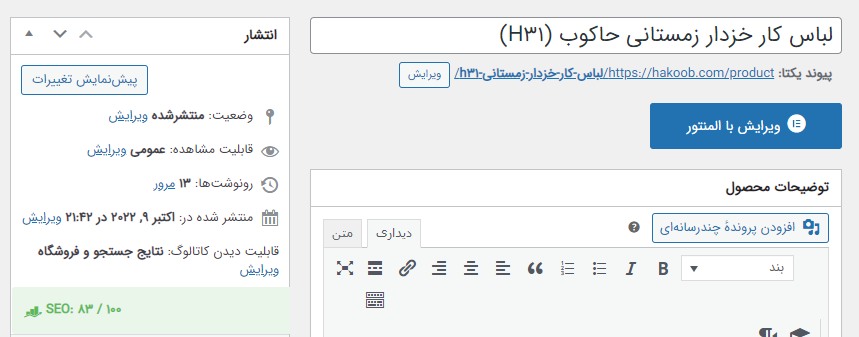 لباس کار خزدار زمستانی حاکوب (H۳۱)
پیوند یکتا: https://hakoob.com/product/لباس-کار-خزدار-زمستانی-h۳۱/ ویرایش
ویرایش با المنتور
توضیحات محصول
افزودن پروندهٔ چندرسانه‌ای
دیداری
متن
بند
B I
انتشار
پیش‌نمایش تغییرات
وضعیت: منتشرشده ویرایش
قابلیت مشاهده: عمومی ویرایش
رونوشت‌ها: ۱۳ مرور
منتشر شده در: اکتبر ۹, ۲۰۲۲ در ۲۱:۴۲ ویرایش
قابلیت دیدن کاتالوگ: نتایج جستجو و فروشگاه
ویرایش
SEO: ۸۳ / ۱۰۰